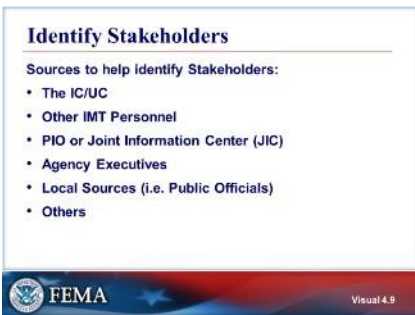 Identify Stakeholders
Sources to help identify Stakeholders:
• The IC/UC
• Other IMT Personnel
• PIO or Joint Information Center (JIC)
• Agency Executives
• Local Sources (i.e. Public Officials)
• Others
FEMA
Visual 4.9